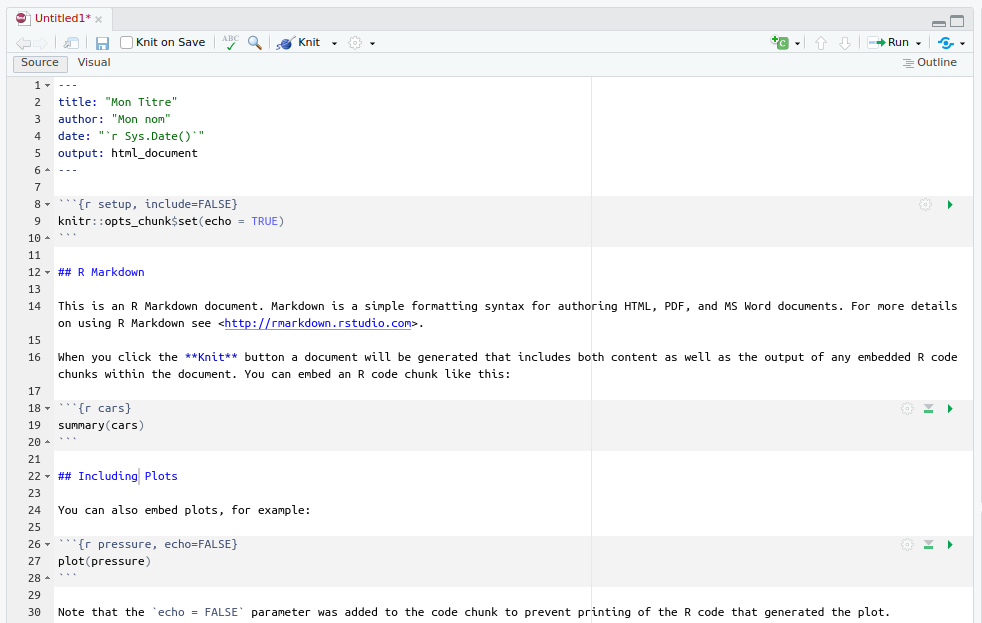 Untitled1*
Knit on Save ABC Knit Run
Source Visual Outline
1 ---
2 title: "Mon Titre"
3 author: "Mon nom"
4 date: "`r Sys.Date()`"
5 output: html_document
6 ---
7
8 ```{r setup, include=FALSE}
9 knitr::opts_chunk$set(echo = TRUE)
10 ```
11
12 ## R Markdown
13
14 This is an R Markdown document. Markdown is a simple formatting syntax for authoring HTML, PDF, and MS Word documents. For more details
on using R Markdown see <http://rmarkdown.rstudio.com>.
15
16 When you click the **Knit** button a document will be generated that includes both content as well as the output of any embedded R code
chunks within the document. You can embed an R code chunk like this:
17
18 ```{r cars}
19 summary(cars)
20 ```
21
22 ## Including Plots
23
24 You can also embed plots, for example:
25
26 ```{r pressure, echo=FALSE}
27 plot(pressure)
28 ```
29
30 Note that the `echo = FALSE` parameter was added to the code chunk to prevent printing of the R code that generated the plot.